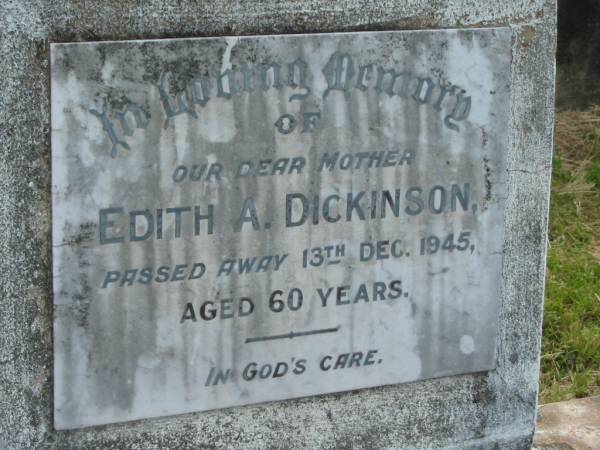 In Loving Memory
OF
OUR DEAR MOTHER
EDITH A. DICKINSON,
PASSED AWAY 13TH DEC. 1945,
AGED 60 YEARS.
IN GOD'S CARE.